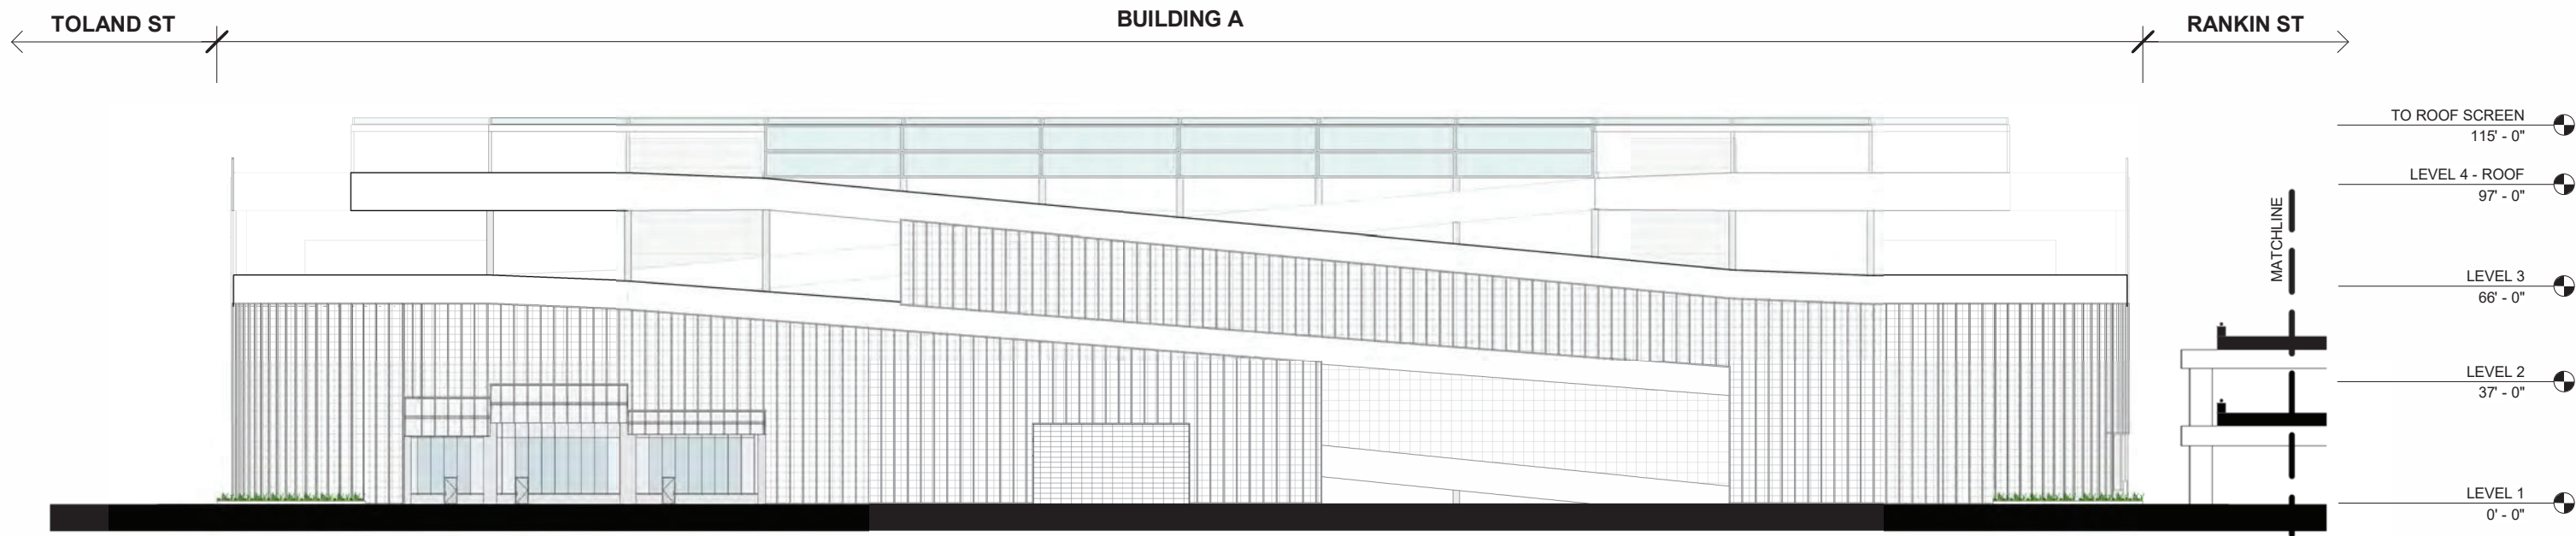 TOLAND ST
BUILDING A
RANKIN ST
TO ROOF SCREEN
115' - 0"
LEVEL 4 - ROOF
97' - 0"
MATCHLINE
LEVEL 3
66' - 0"
LEVEL 2
37' - 0"
LEVEL 1
0' - 0"